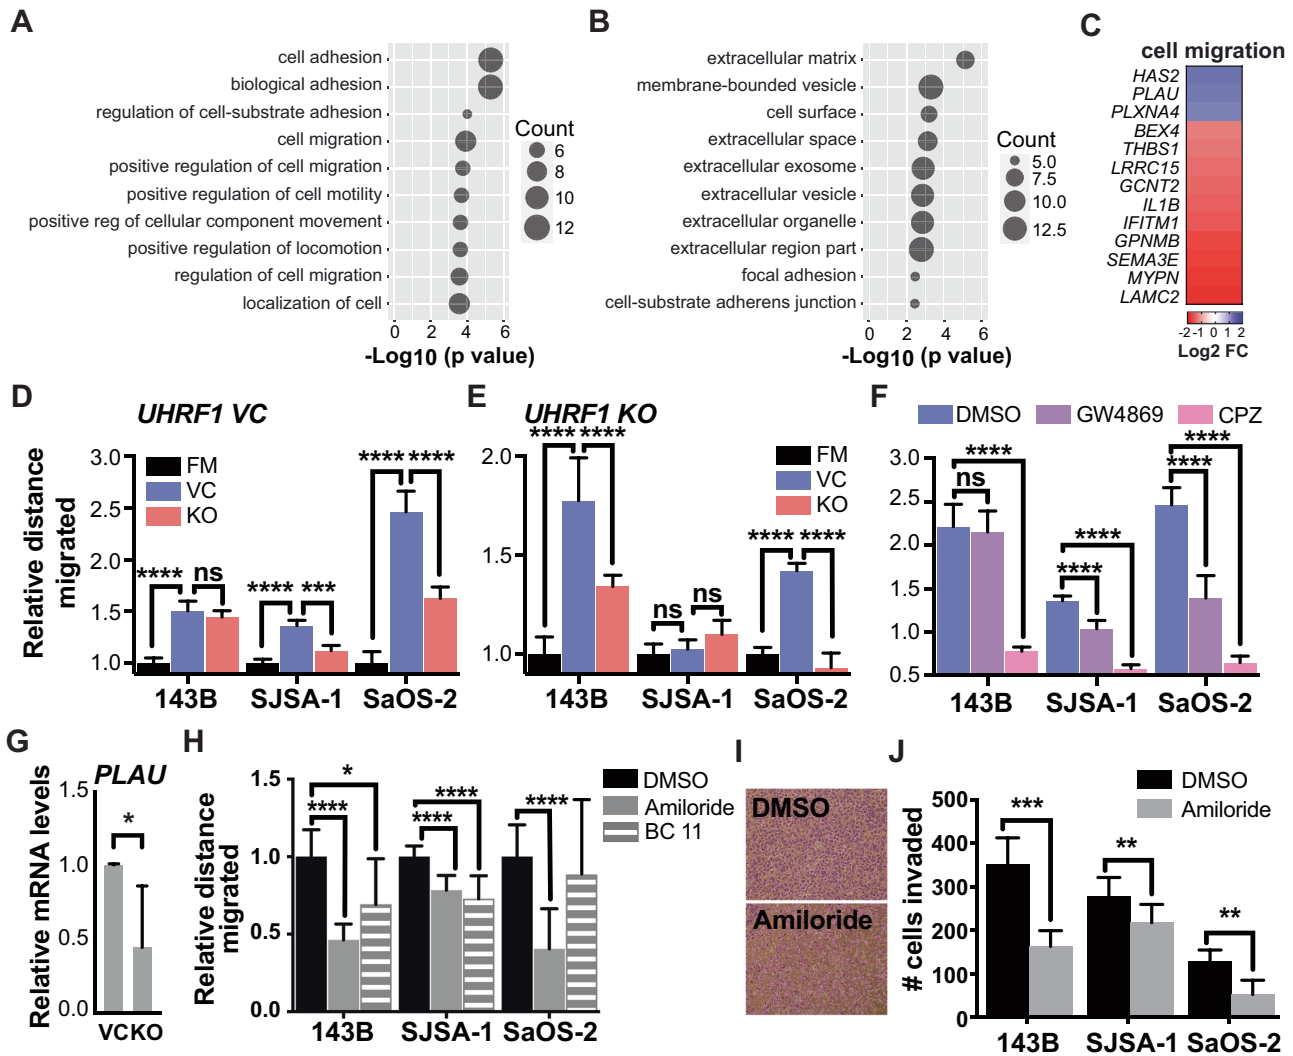 A
cell adhesion
biological adhesion
regulation of cell-substrate adhesion
cell migration
positive regulation of cell migration
positive regulation of cell motility
positive reg of cellular component movement
positive regulation of locomotion
regulation of cell migration
localization of cell
0 2 4 6
-Log10 (p value)
Count
6
8
10
12
B
extracellular matrix
membrane-bounded vesicle
cell surface
extracellular space
extracellular exosome
extracellular vesicle
extracellular organelle
extracellular region part
focal adhesion
cell-substrate adherens junction
0 2 4 6
-Log10 (p value)
Count
5.0
7.5
10.0
12.5
C
cell migration
HAS2
PLAU
PLXNA4
BEX4
THBS1
LRRC15
GCNT2
IL1B
IFITM1
GPNMB
SEMA3E
MYPN
LAMC2
-2 -1 0 1 2
Log2 FC
D
UHRF1 VC
Relative distance
migrated
3.0
2.5
2.0
1.5
1.0
FM
VC
KO
**** ns
**** ***
**** ****
143B SJSA-1 SaOS-2
E
UHRF1 KO
2.0
1.5
1.0
FM
VC
KO
**** ****
ns ns
**** ****
143B SJSA-1 SaOS-2
F
DMSO GW4869 CPZ
3.0
2.5
2.0
1.5
1.0
0.5
****
ns
****
****
****
****
143B SJSA-1 SaOS-2
G
PLAU
Relative mRNA levels
1.5
1.0
0.5
0.0
*
VC KO
H
Relative distance
migrated
1.5
1.0
0.5
0.0
DMSO
Amiloride
BC 11
*
****
****
****
****
143B SJSA-1 SaOS-2
I
DMSO
Amiloride
J
DMSO
Amiloride
# cells invaded
500
400
300
200
100
0
***
**
**
143B SJSA-1 SaOS-2